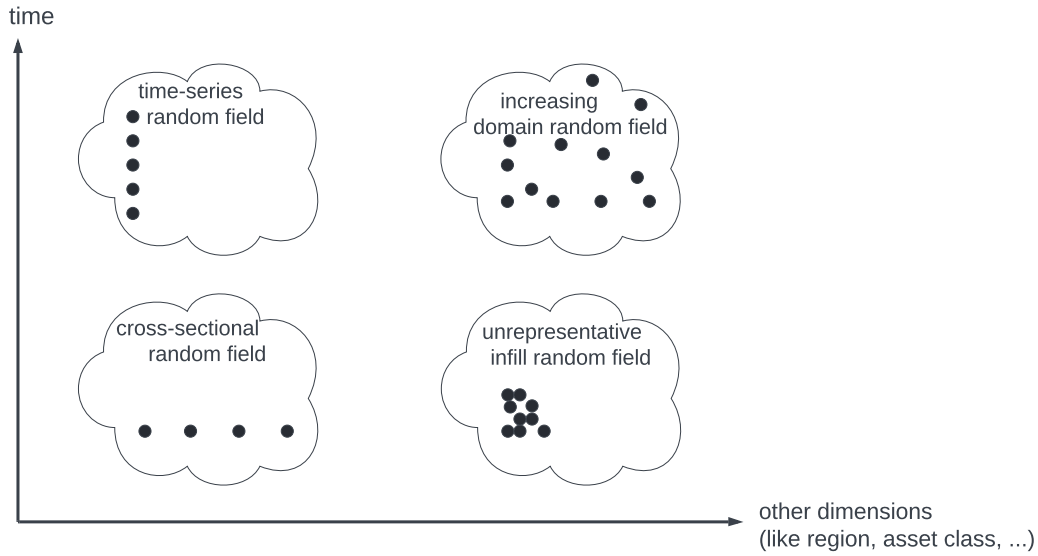 time
time-series
random field
increasing
domain random field
cross-sectional
random field
unrepresentative
infill random field
other dimensions
(like region, asset class, ...)